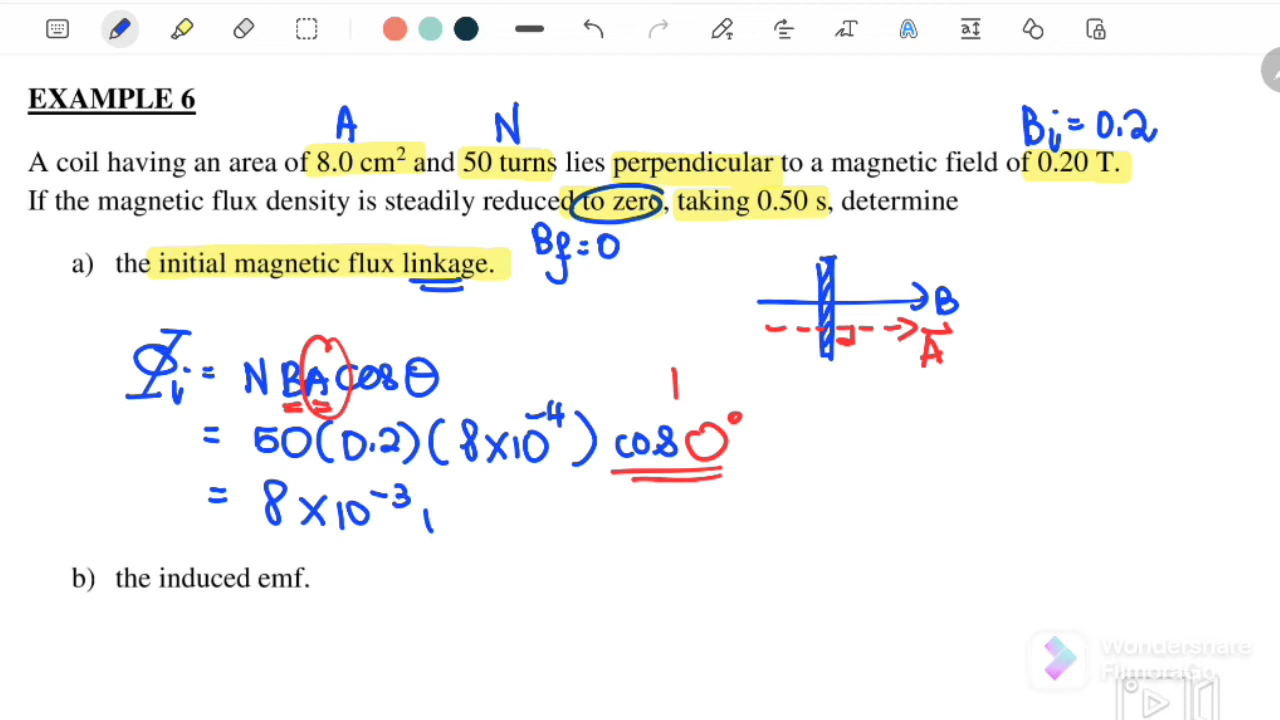 EXAMPLE 6
A N Bi = 0.2
A coil having an area of 8.0 cm² and 50 turns lies perpendicular to a magnetic field of 0.20 T.
If the magnetic flux density is steadily reduced to zero, taking 0.50 s, determine
Bf = 0
a) the initial magnetic flux linkage.
B
A⃗
Φi = NBA cos θ
1
= 50(0.2)(8×10⁻⁴) cos 0°
= 8×10⁻³
b) the induced emf.
Wondershare
FilmoraGo